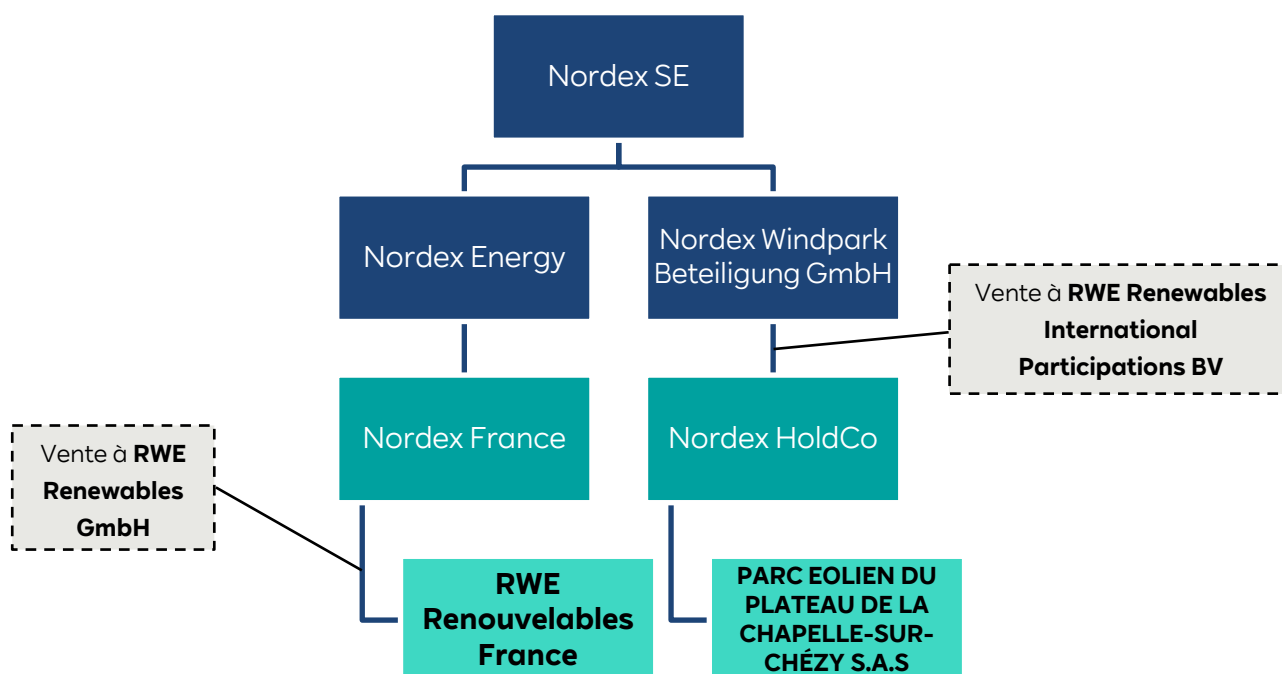 Nordex SE
Nordex Energy
Nordex Windpark
Beteiligung GmbH
Vente à RWE Renewables
International
Participations BV
Nordex France
Nordex HoldCo
Vente à RWE
Renewables
GmbH
RWE
Renouvelables
France
PARC EOLIEN DU
PLATEAU DE LA
CHAPELLE-SUR-
CHÉZY S.A.S